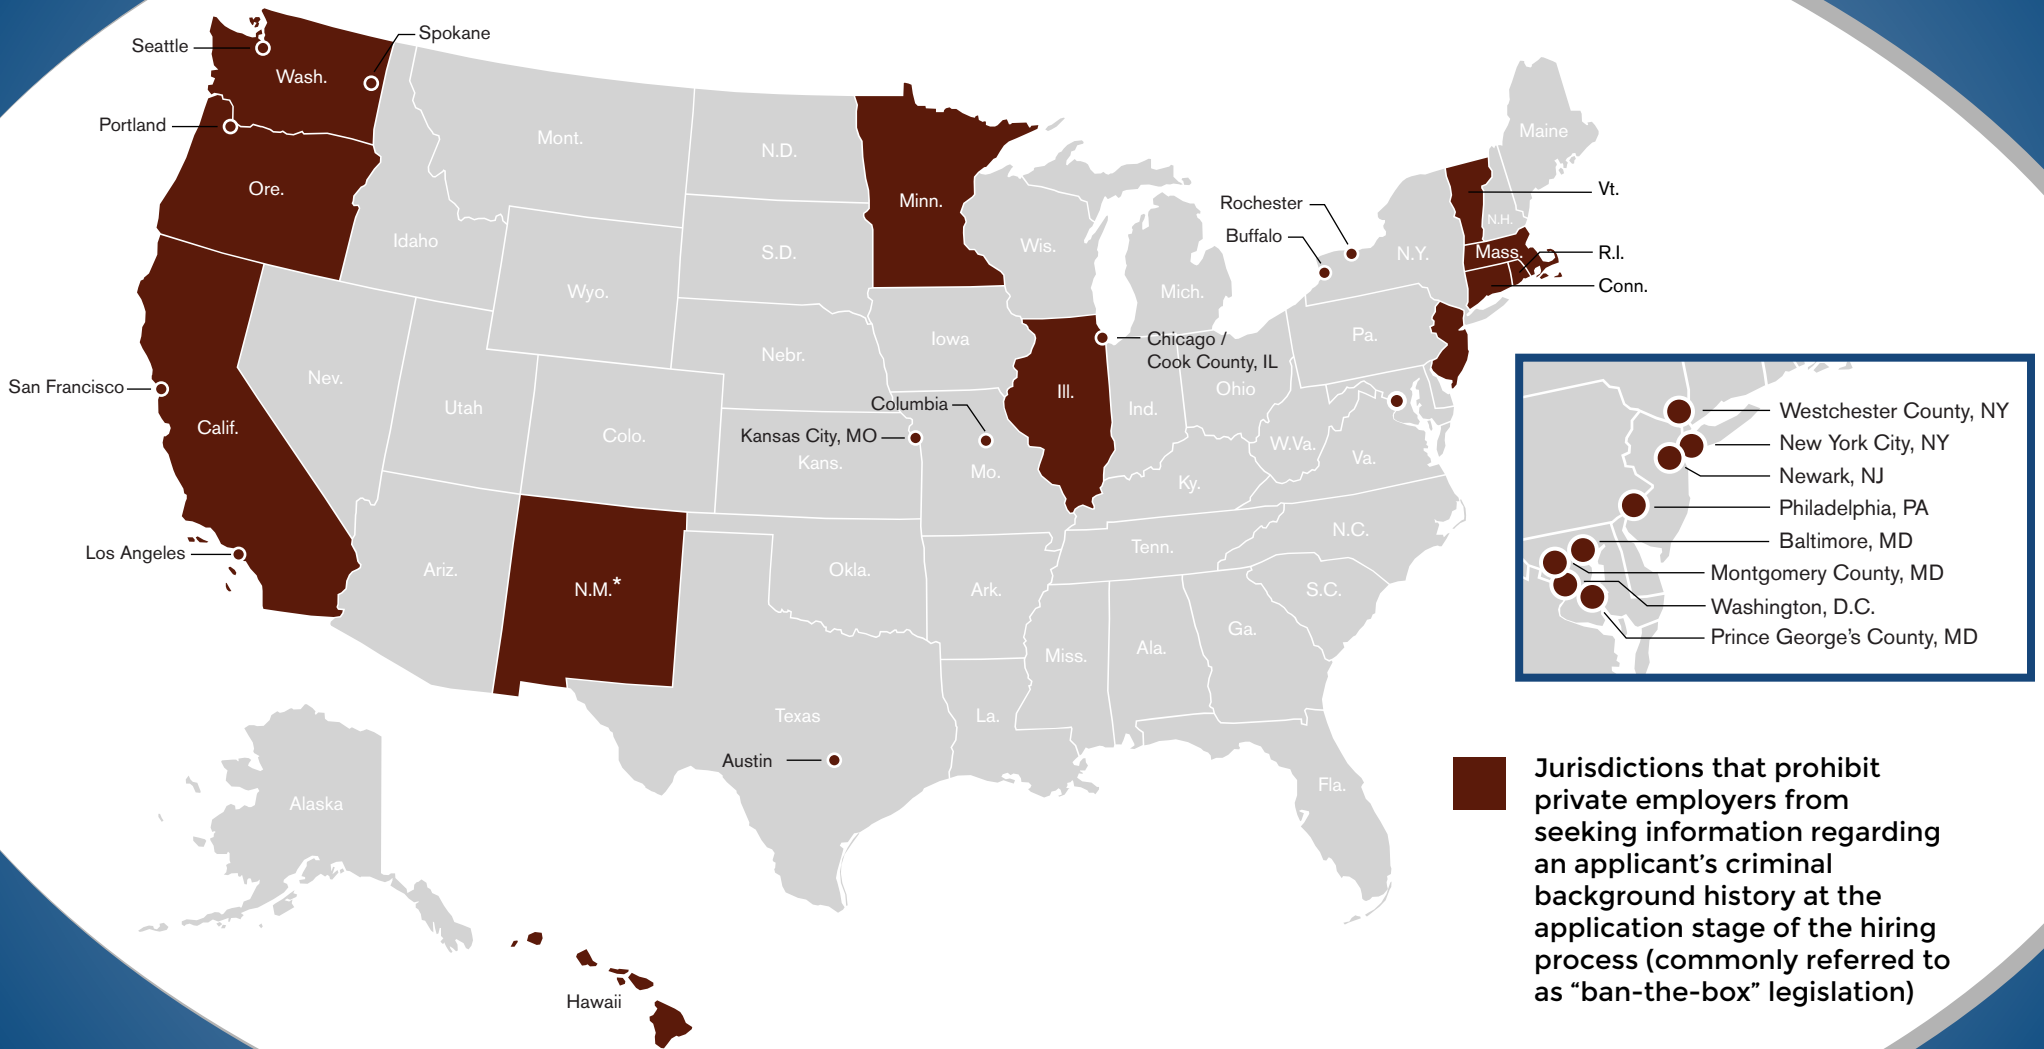 Seattle
Spokane
Wash.
Portland
Ore.
Idaho
Mont.
N.D.
S.D.
Minn.
Wis.
Mich.
Wyo.
Nebr.
Iowa
Nev.
Utah
Colo.
Calif.
San Francisco
Los Angeles
Ariz.
N.M.*
Kansas City, MO
Kans.
Columbia
Mo.
Ill.
Chicago /
Cook County, IL
Ind.
Ohio
Okla.
Ark.
Texas
Austin
La.
Miss.
Ala.
Ga.
Fla.
S.C.
N.C.
Tenn.
Ky.
W.Va.
Va.
Pa.
N.Y.
Rochester
Buffalo
Maine
Vt.
N.H.
Mass.
R.I.
Conn.
Alaska
Hawaii
Westchester County, NY
New York City, NY
Newark, NJ
Philadelphia, PA
Baltimore, MD
Montgomery County, MD
Washington, D.C.
Prince George's County, MD
Jurisdictions that prohibit
private employers from
seeking information regarding
an applicant's criminal
background history at the
application stage of the hiring
process (commonly referred to
as “ban-the-box” legislation)